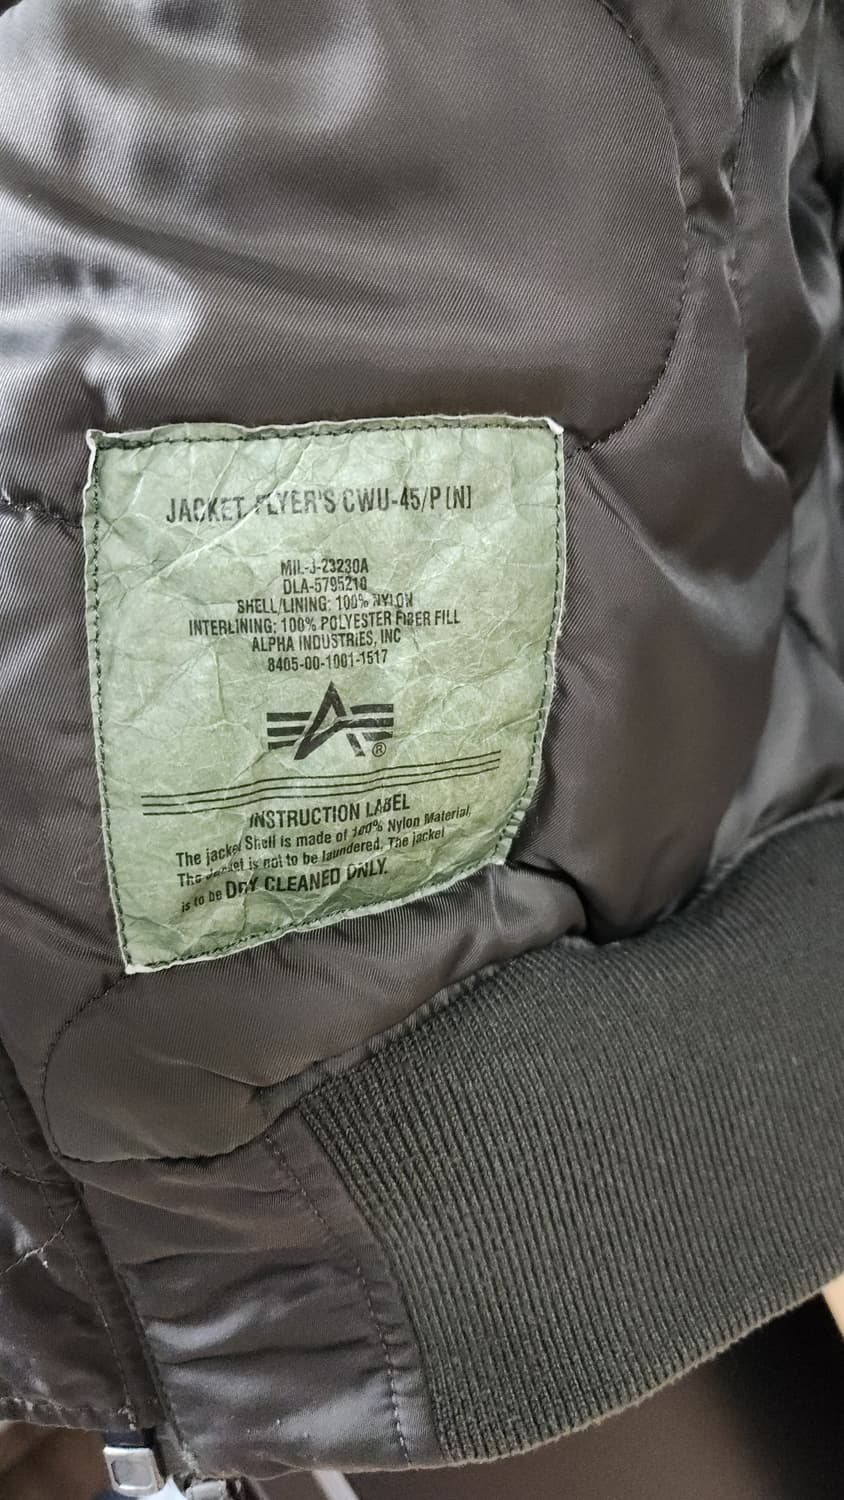 JACKET, FLYER'S CWU-45/P [N]
MIL-J-23230A
DLA-5795210
SHELL/LINING: 100% NYLON
INTERLINING: 100% POLYESTER FIBER FILL
ALPHA INDUSTRIES, INC
8405-00-1001-1517
A ®
INSTRUCTION LABEL
The jacket Shell is made of 100% Nylon Material,
The Jacket is not to be laundered. The jacket
is to be DRY CLEANED ONLY.